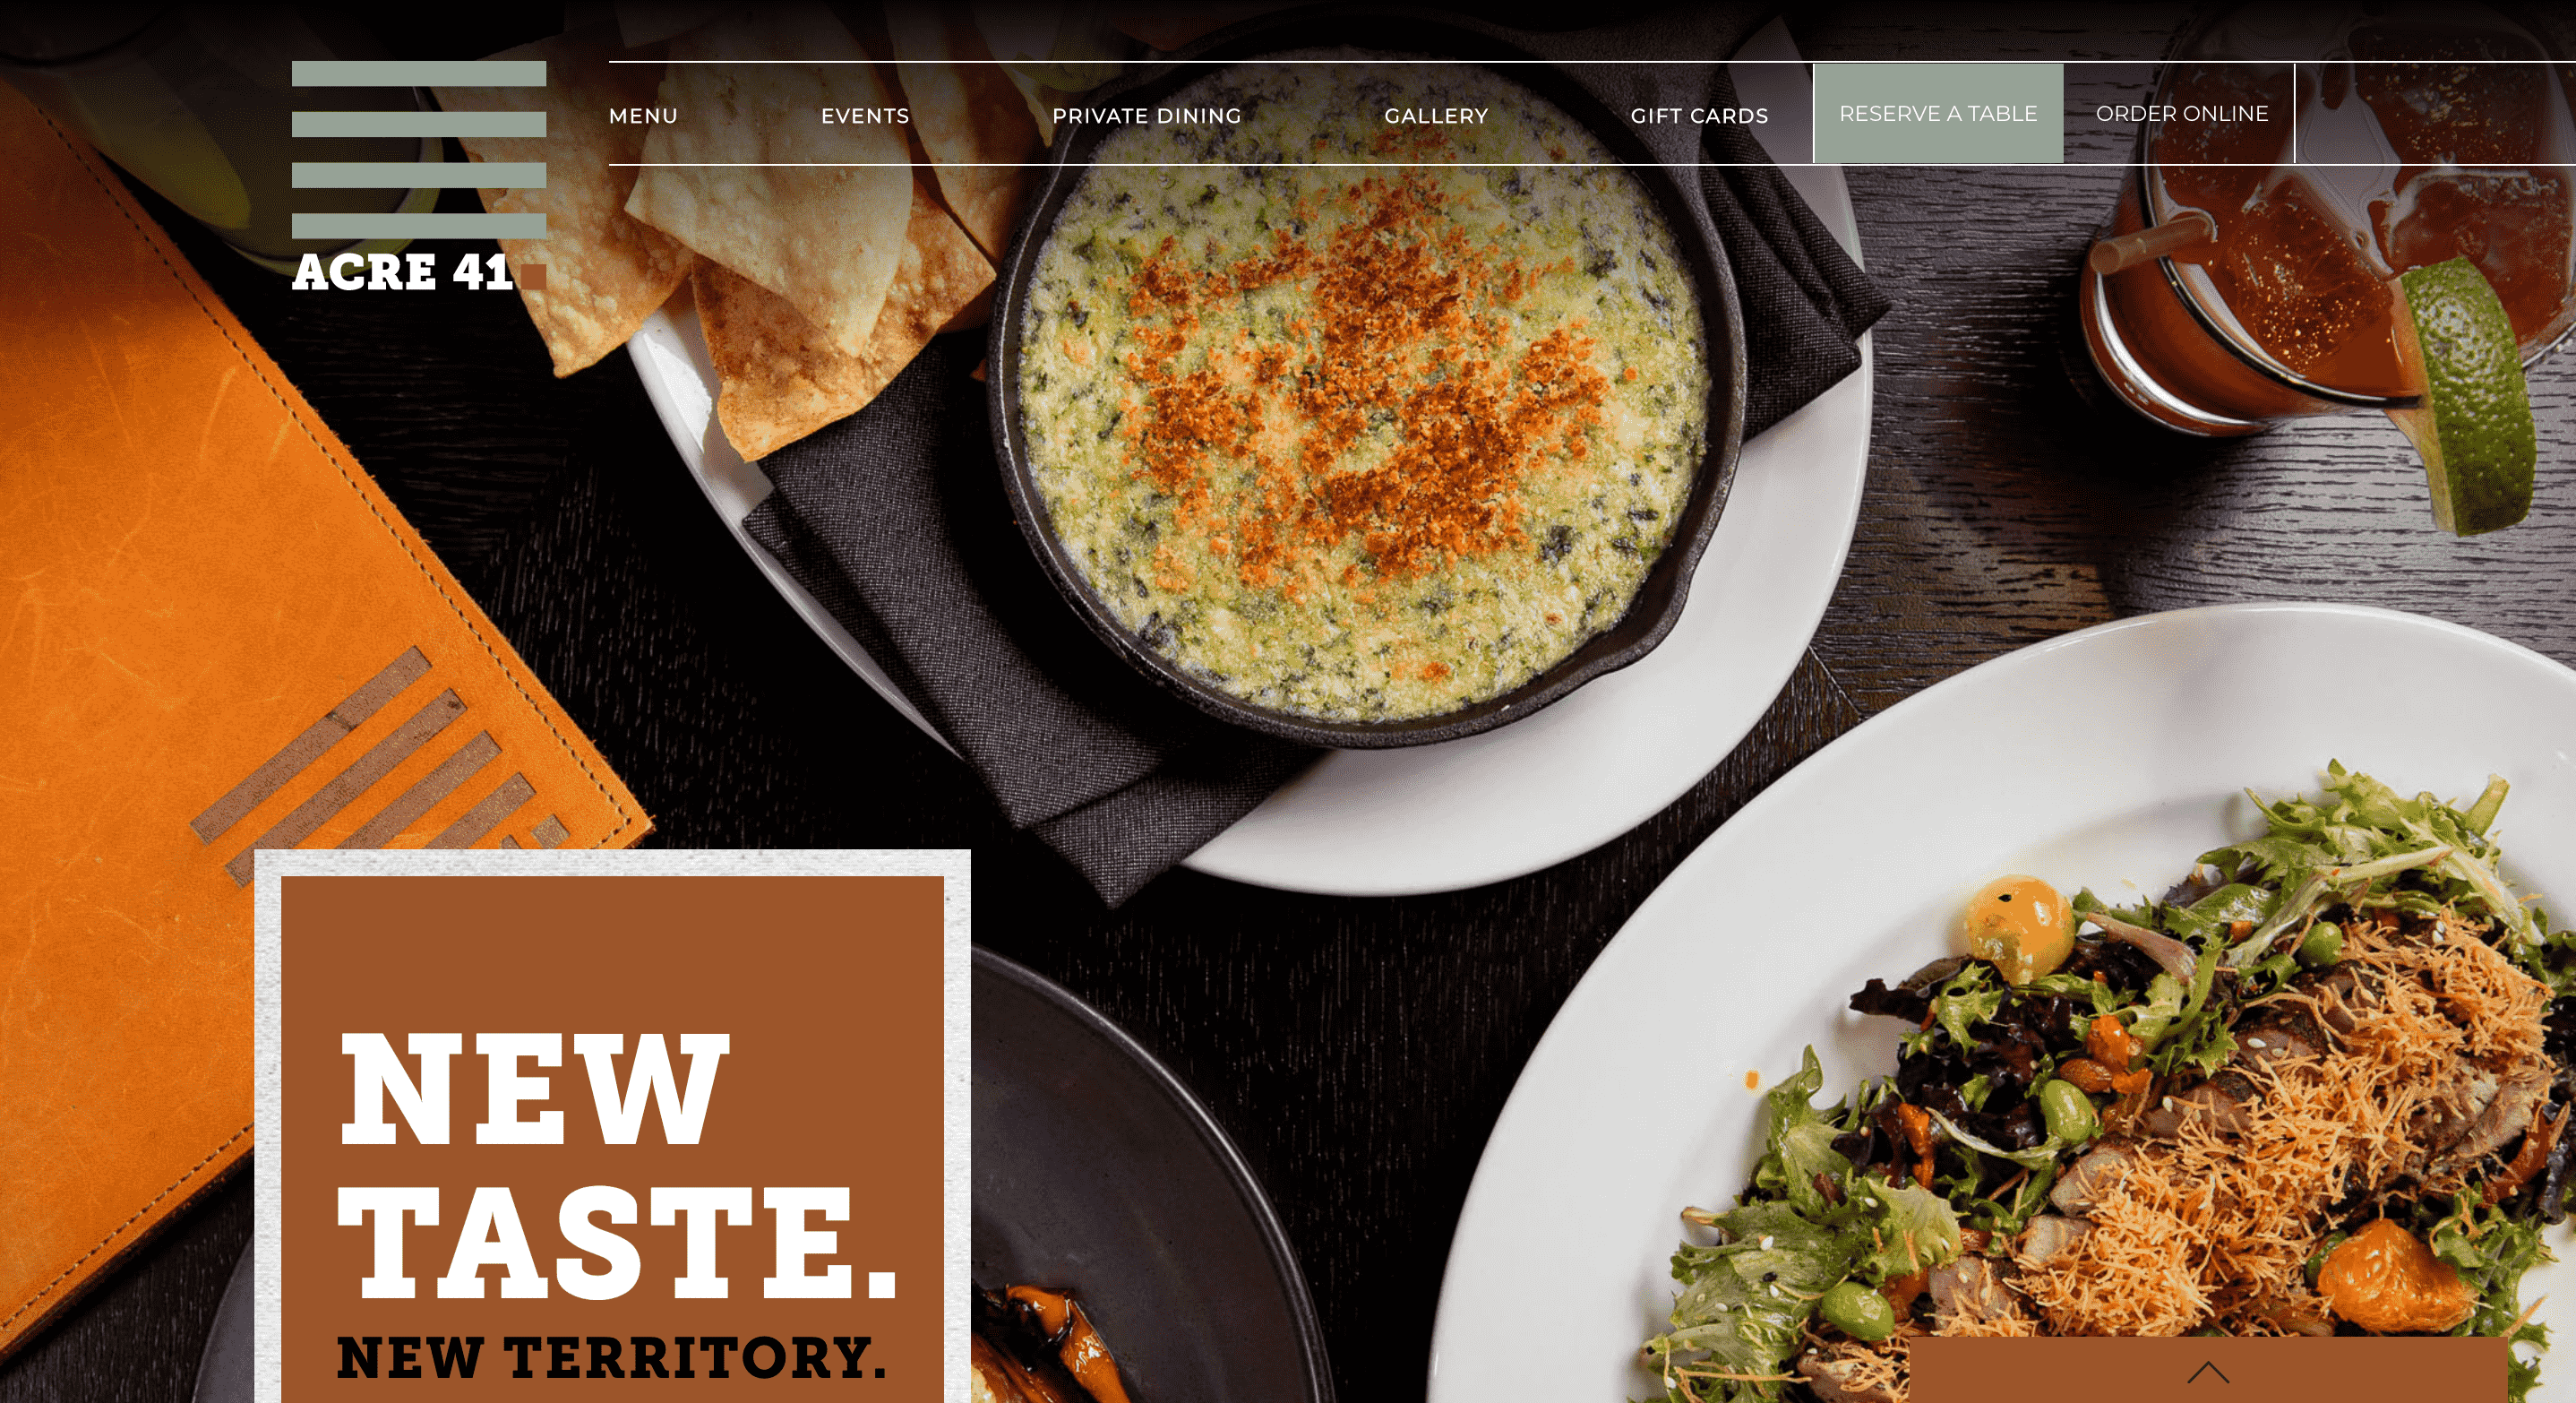 MENU EVENTS PRIVATE DINING GALLERY GIFT CARDS RESERVE A TABLE ORDER ONLINE
ACRE 41
NEW
TASTE.
NEW TERRITORY.